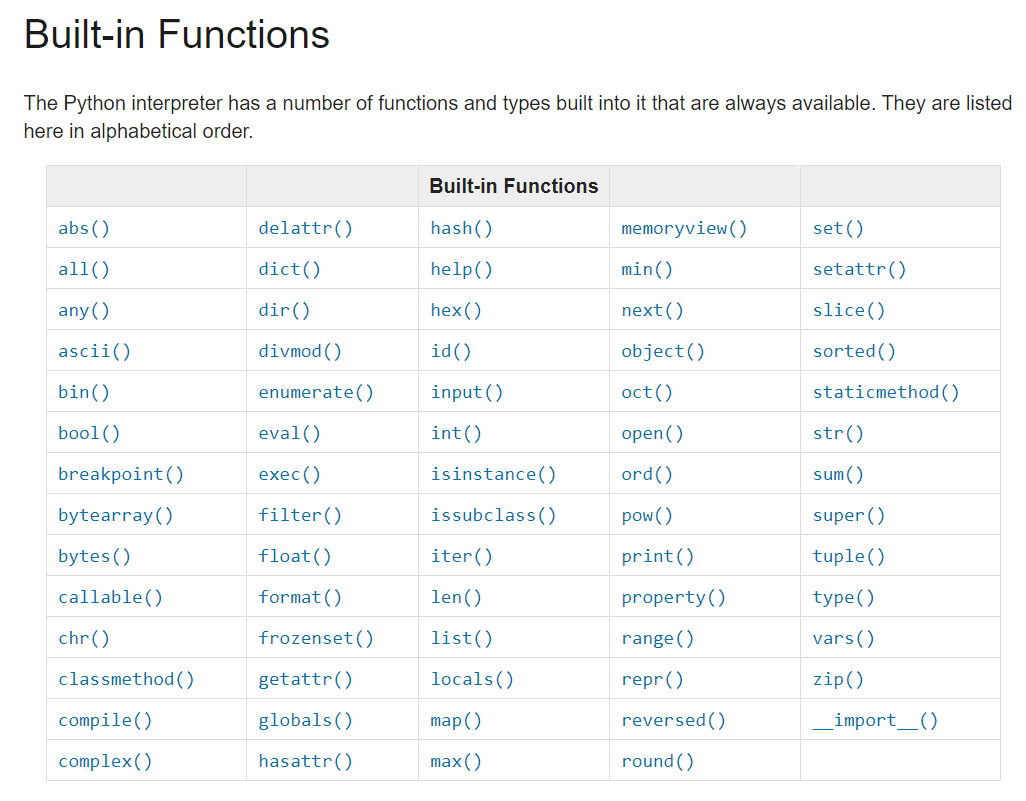 Built-in Functions
The Python interpreter has a number of functions and types built into it that are always available. They are listed
here in alphabetical order.
Built-in Functions
abs() delattr() hash() memoryview() set()
all() dict() help() min() setattr()
any() dir() hex() next() slice()
ascii() divmod() id() object() sorted()
bin() enumerate() input() oct() staticmethod()
bool() eval() int() open() str()
breakpoint() exec() isinstance() ord() sum()
bytearray() filter() issubclass() pow() super()
bytes() float() iter() print() tuple()
callable() format() len() property() type()
chr() frozenset() list() range() vars()
classmethod() getattr() locals() repr() zip()
compile() globals() map() reversed() __import__()
complex() hasattr() max() round()